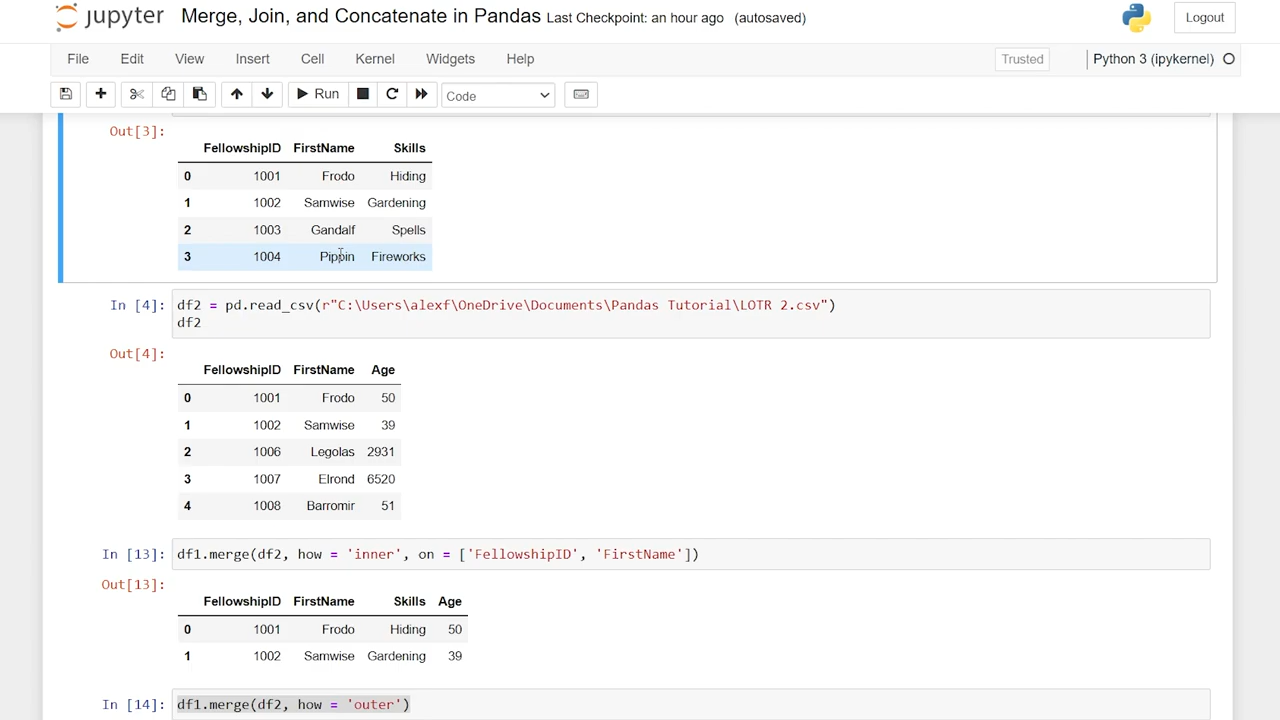 jupyter Merge, Join, and Concatenate in Pandas Last Checkpoint: an hour ago (autosaved) Logout
File Edit View Insert Cell Kernel Widgets Help Trusted Python 3 (ipykernel)
Run Code
Out[3]:
FellowshipID FirstName Skills
0 1001 Frodo Hiding
1 1002 Samwise Gardening
2 1003 Gandalf Spells
3 1004 Pippin Fireworks
In [4]: df2 = pd.read_csv(r"C:\Users\alexf\OneDrive\Documents\Pandas Tutorial\LOTR 2.csv")
df2
Out[4]:
FellowshipID FirstName Age
0 1001 Frodo 50
1 1002 Samwise 39
2 1006 Legolas 2931
3 1007 Elrond 6520
4 1008 Barromir 51
In [13]: df1.merge(df2, how = 'inner', on = ['FellowshipID', 'FirstName'])
Out[13]:
FellowshipID FirstName Skills Age
0 1001 Frodo Hiding 50
1 1002 Samwise Gardening 39
In [14]: df1.merge(df2, how = 'outer')